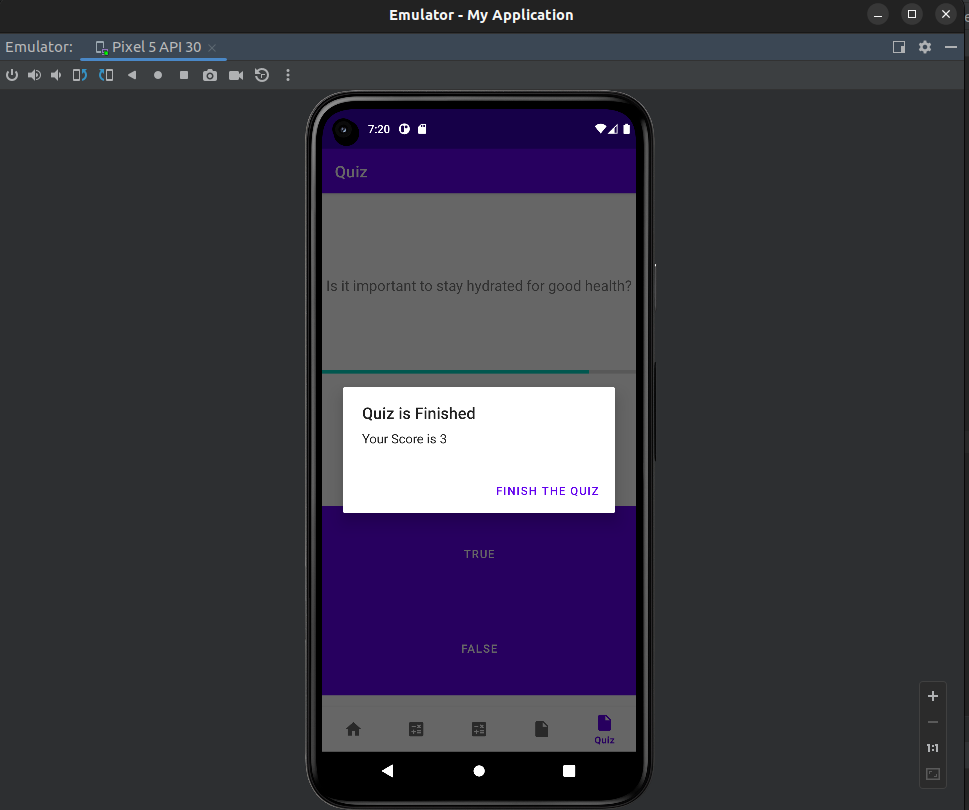 Emulator - My Application
Emulator: Pixel 5 API 30
7:20
Quiz
Is it important to stay hydrated for good health?
Quiz is Finished
Your Score is 3
FINISH THE QUIZ
TRUE
FALSE
Quiz
1:1